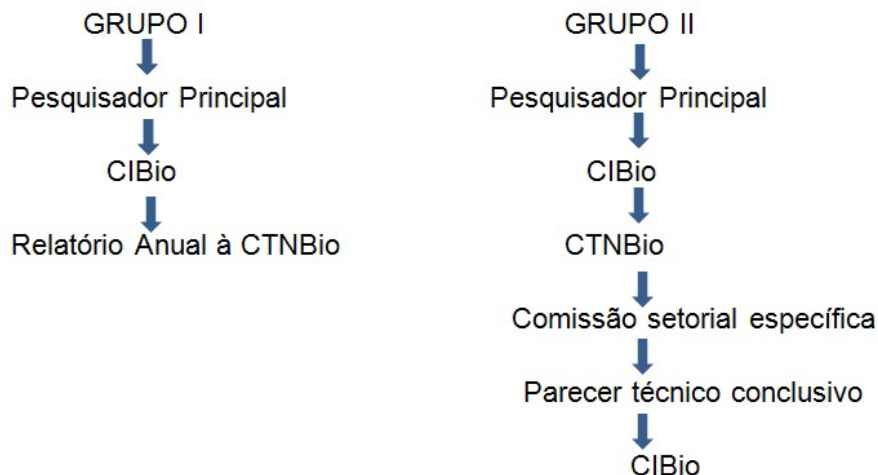 GRUPO I
Pesquisador Principal
CIBio
Relatório Anual à CTNBio
GRUPO II
Pesquisador Principal
CIBio
CTNBio
Comissão setorial específica
Parecer técnico conclusivo
CIBio